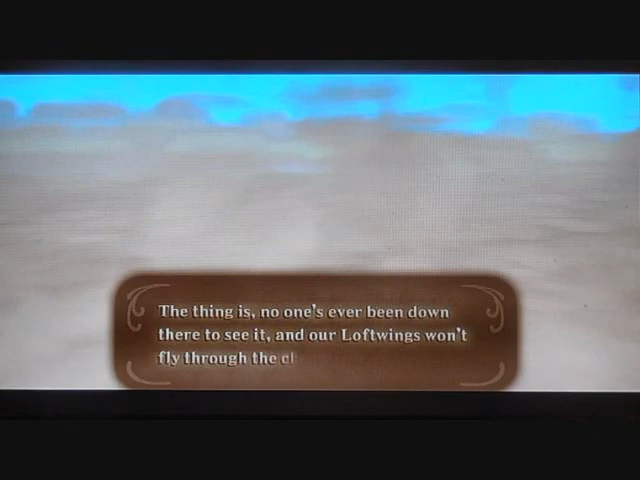 The thing is, no one's ever been down
there to see it, and our Loftwings won't
fly through the cl